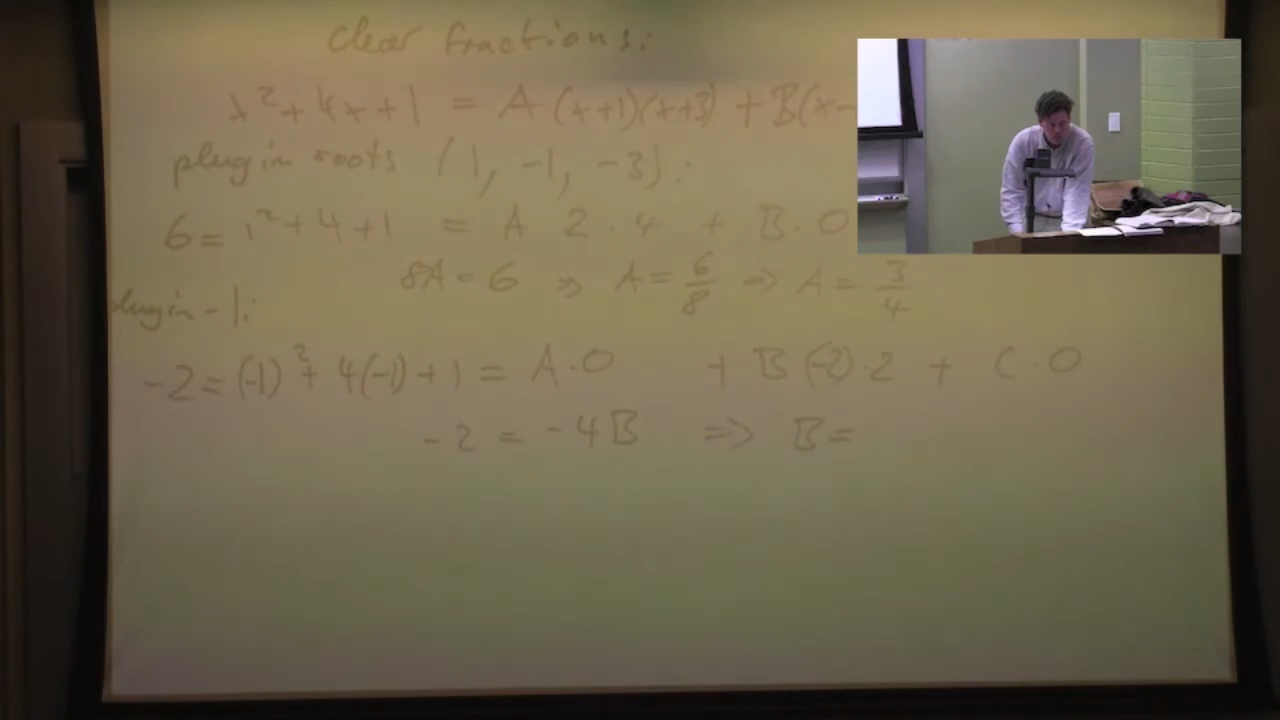 clear fractions:
x² + 4x + 1 = A (x+1)(x+3) + B(x-
plug in roots (1, -1, -3):
6 = 1² + 4 + 1 = A 2 · 4 + B · 0
8A = 6 ⇒ A = 6/8 ⇒ A = 3/4
plug in -1:
-2 = (-1)² + 4(-1) + 1 = A · 0 + B (-2) · 2 + C · 0
-2 = -4B ⇒ B =